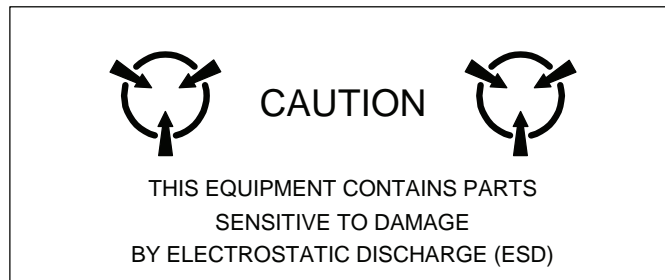 CAUTION
THIS EQUIPMENT CONTAINS PARTS
SENSITIVE TO DAMAGE
BY ELECTROSTATIC DISCHARGE (ESD)